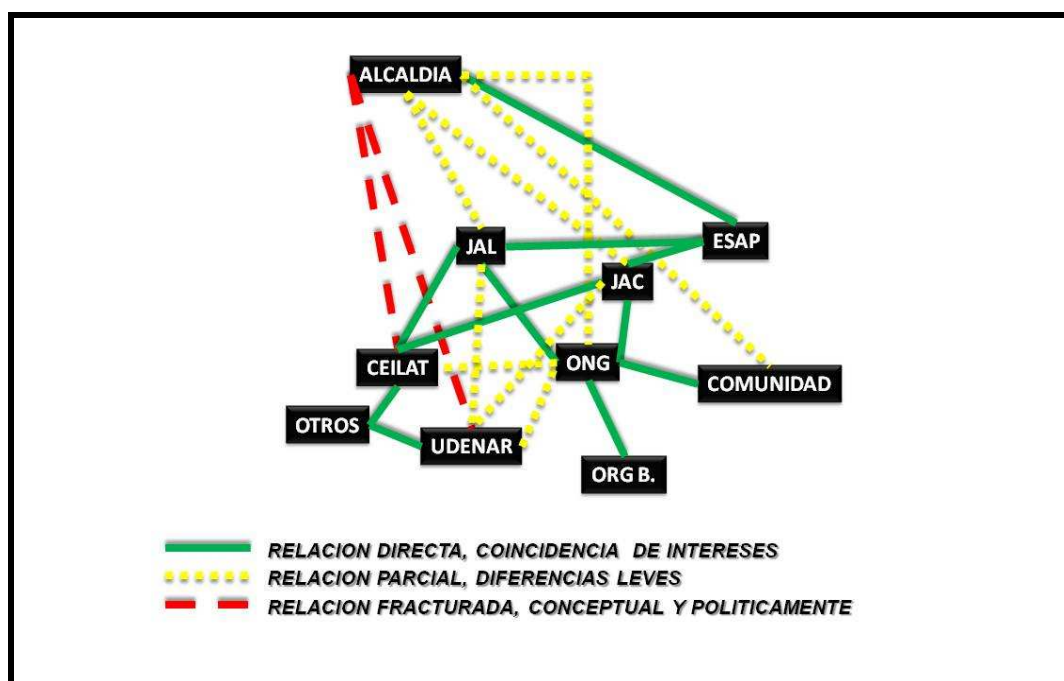 ALCALDIA
ESAP
JAL
JAC
ONG
CEILAT
COMUNIDAD
OTROS
UDENAR
ORG B.
RELACION DIRECTA, COINCIDENCIA DE INTERESES
RELACION PARCIAL, DIFERENCIAS LEVES
RELACION FRACTURADA, CONCEPTUAL Y POLITICAMENTE